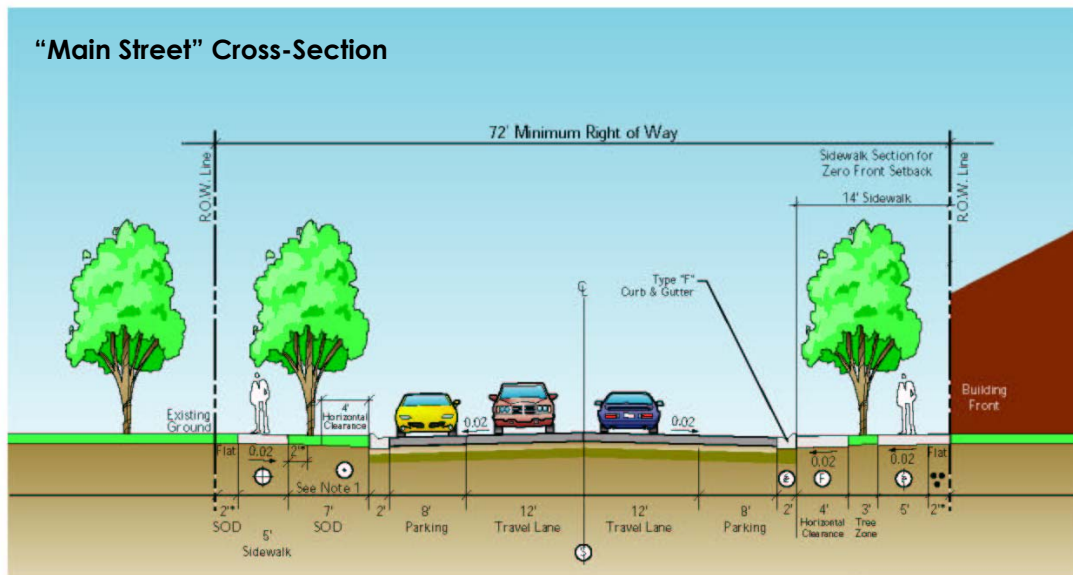 “Main Street” Cross-Section
72' Minimum Right of Way
R.O.W. Line
Sidewalk Section for
Zero Front Setback
14' Sidewalk
R.O.W. Line
Type "F"
Curb & Gutter
Existing
Ground
4'
Horizontal
Clearance
0.02
0.02
Building
Front
Flat
0.02
2'*
See Note 1
F
0.02
0.02
Flat
2'*
SOD
5'
Sidewalk
7'
SOD
2'
8'
Parking
12'
Travel Lane
12'
Travel Lane
8'
Parking
2'
4'
Horizontal
Clearance
3'
Tree
Zone
5'
2'*
S